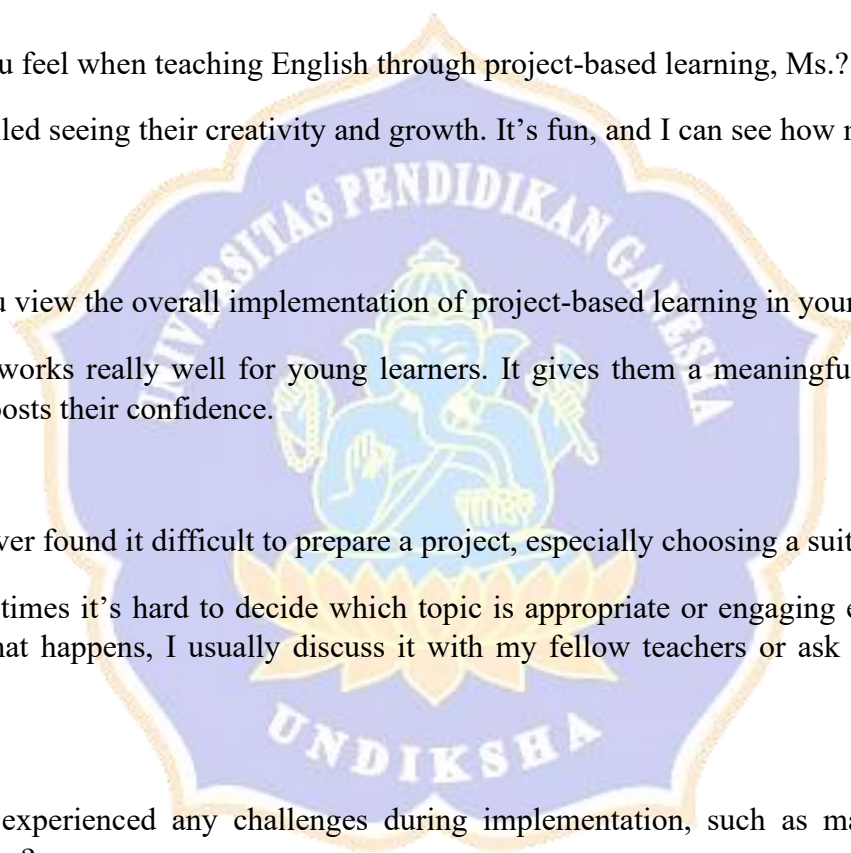 u feel when teaching English through project-based learning, Ms.?
led seeing their creativity and growth. It’s fun, and I can see how
UNIVERSITAS PENDIDIKAN GANESHA
u view the overall implementation of project-based learning in your
works really well for young learners. It gives them a
osts their confidence.
ver found it difficult to prepare a project, especially choosing a
times it’s hard to decide which topic is appropriate or engaging
hat happens, I usually discuss it with my fellow teachers or ask
UNDIKSHA
experienced any challenges during implementation, such as